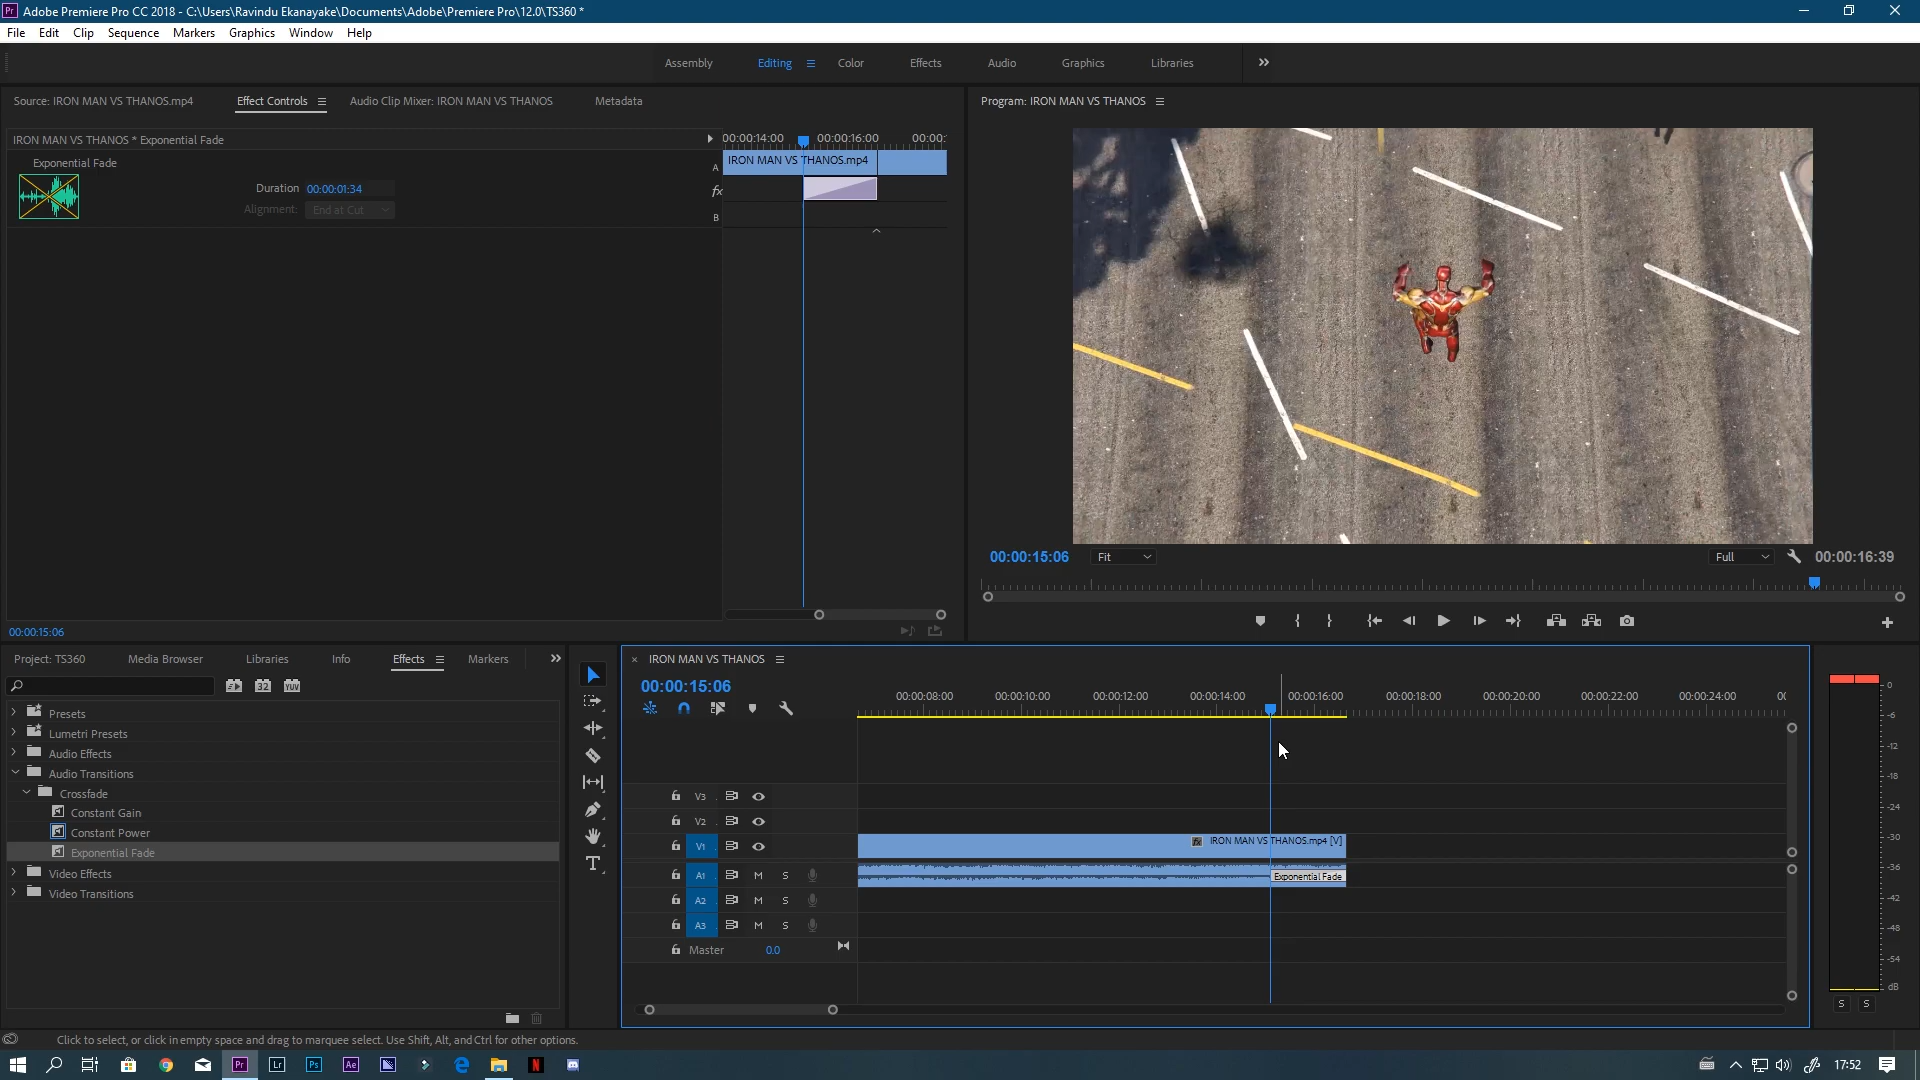 Pr Adobe Premiere Pro CC 2018 - C:\Users\Ravindu Ekanayake\Documents\Adobe\Premiere Pro\12.0\TS360 *
File Edit Clip Sequence Markers Graphics Window Help
Assembly Editing Color Effects Audio Graphics Libraries
Source: IRON MAN VS THANOS.mp4 Effect Controls Audio Clip Mixer: IRON MAN VS THANOS Metadata
Program: IRON MAN VS THANOS
IRON MAN VS THANOS * Exponential Fade
00:00:14:00 00:00:16:00 00:00:
Exponential Fade
A IRON MAN VS THANOS.mp4
Duration 00:00:01:34
fx
Alignment: End at Cut
B
00:00:15:06 Fit Full 00:00:16:39
00:00:15:06
Project: TS360 Media Browser Libraries Info Effects Markers
32 YUV
Presets
Lumetri Presets
Audio Effects
Audio Transitions
Crossfade
Constant Gain
Constant Power
Exponential Fade
Video Effects
Video Transitions
T
× IRON MAN VS THANOS
00:00:15:06
00:00:08:00 00:00:10:00 00:00:12:00 00:00:14:00 00:00:16:00 00:00:18:00 00:00:20:00 00:00:22:00 00:00:24:00
V3
V2
V1
fx IRON MAN VS THANOS.mp4 [V]
A1 M S
Exponential Fade
A2 M S
A3 M S
Master 0.0
0
-6
-12
-18
-24
-30
-36
-42
-48
-54
dB
S S
Click to select, or click in empty space and drag to marquee select. Use Shift, Alt, and Ctrl for other options.
Pr Lr Ps Ae N 17:52